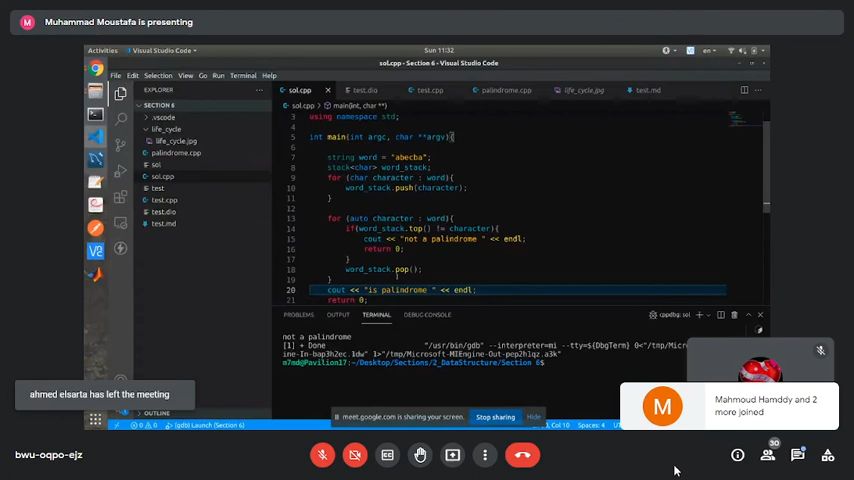 Muhammad Moustafa is presenting
Activities Visual Studio Code Sun 11:32 en
sol.cpp - Section 6 - Visual Studio Code
File Edit Selection View Go Run Terminal Help
EXPLORER
SECTION 6
.vscode
life_cycle
life_cycle.jpg
palindrome.cpp
sol
sol.cpp
test
test.cpp
test.dio
test.md
OUTLINE
sol.cpp test.dio test.cpp palindrome.cpp life_cycle.jpg test.md
sol.cpp > main(int, char **)
3 using namespace std;
4
5 int main(int argc, char **argv){
6
7 string word = "abecba";
8 stack<char> word_stack;
9 for (char character : word){
10 word_stack.push(character);
11 }
12
13 for (auto character : word){
14 if(word_stack.top() != character){
15 cout << "not a palindrome " << endl;
16 return 0;
17 }
18 word_stack.pop();
19 }
20 cout << "is palindrome " << endl;
21 return 0;
PROBLEMS OUTPUT TERMINAL DEBUG CONSOLE
cppdbg: sol
not a palindrome
[1] + Done "/usr/bin/gdb" --interpreter=mi --tty=${DbgTerm} 0<"/tmp/Micros
ine-In-bap3h2ec.1dw" 1>"/tmp/Microsoft-MIEngine-Out-pep2hlqz.a3k"
m7md@Pavilion17:~/Desktop/Sections/2_DataStructure/Section 6$
0 0 (gdb) Launch (Section 6)
Col 10 Spaces: 4
meet.google.com is sharing your screen. Stop sharing Hide
ahmed elsarta has left the meeting
M
Mahmoud Hamddy and 2
more joined
bwu-oqpo-ejz
30